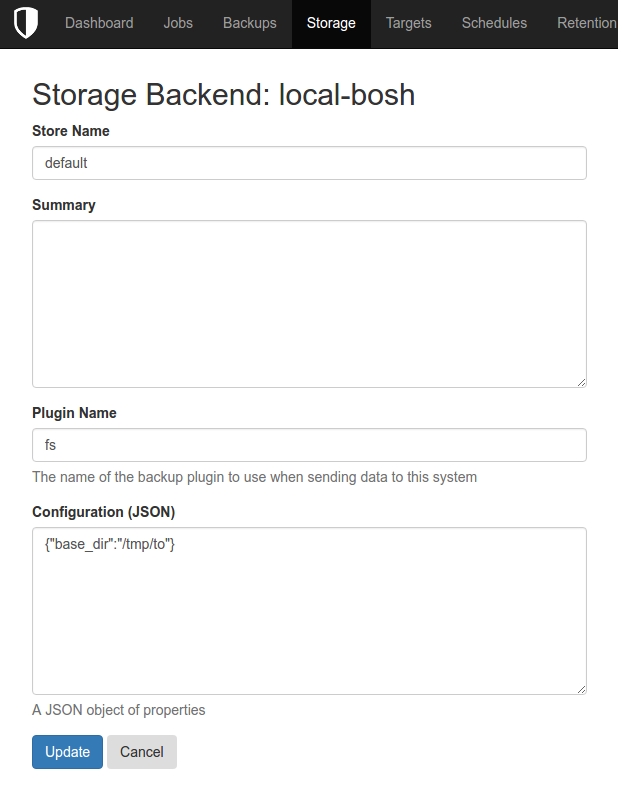 Dashboard Jobs Backups Storage Targets Schedules Retention
Storage Backend: local-bosh
Store Name
default
Summary
Plugin Name
fs
The name of the backup plugin to use when sending data to this system
Configuration (JSON)
{"base_dir":"/tmp/to"}
A JSON object of properties
Update Cancel